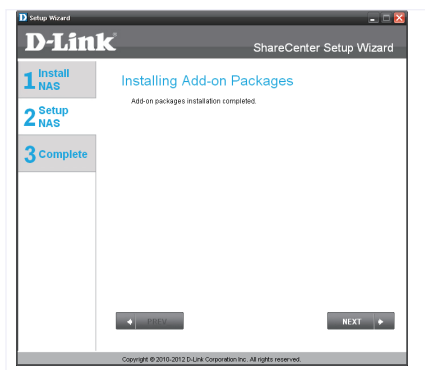 Setup Wizard
D-Link
ShareCenter Setup Wizard
1 Install
NAS
2 Setup
NAS
3 Complete
Installing Add-on Packages
Add-on packages installation completed.
PREV
NEXT
Copyright © 2010-2012 D-Link Corporation Inc. All rights reserved.